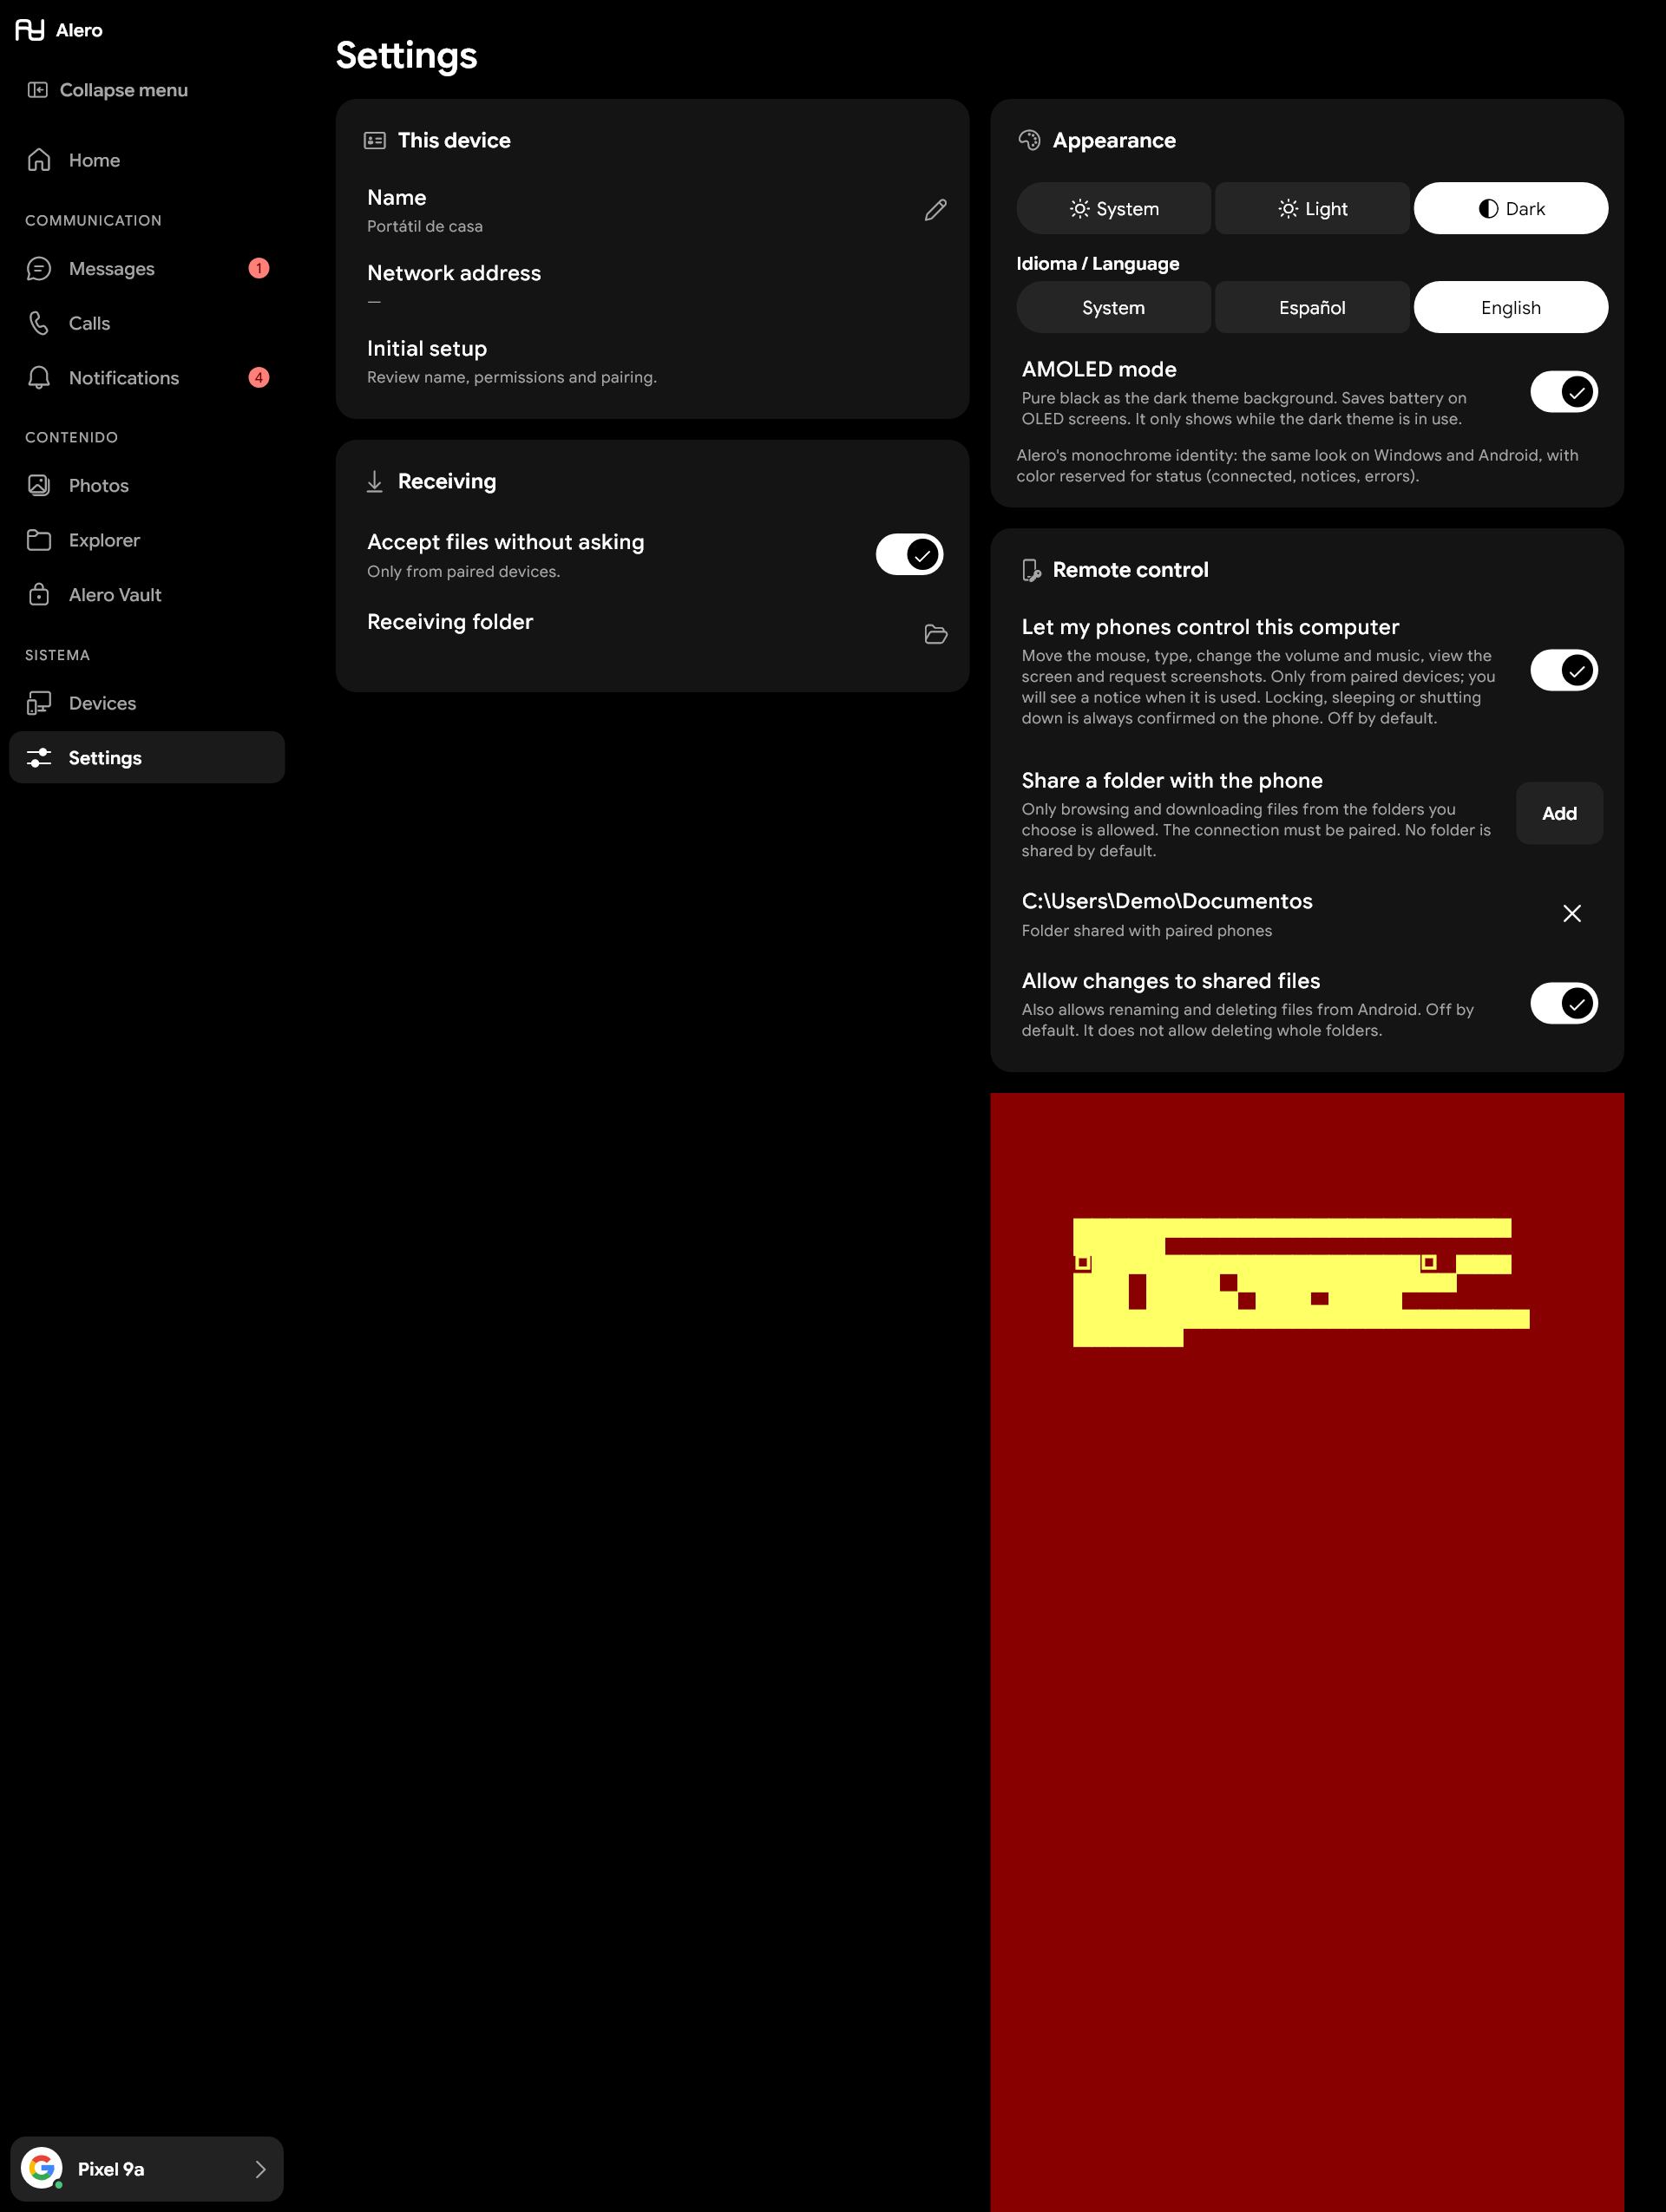 Alero
Collapse menu
Home
COMMUNICATION
Messages 1
Calls
Notifications 4
CONTENIDO
Photos
Explorer
Alero Vault
SISTEMA
Devices
Settings
Pixel 9a
Settings
This device
Name
Portátil de casa
Network address
—
Initial setup
Review name, permissions and pairing.
Receiving
Accept files without asking
Only from paired devices.
Receiving folder
Appearance
System Light Dark
Idioma / Language
System Español English
AMOLED mode
Pure black as the dark theme background. Saves battery on
OLED screens. It only shows while the dark theme is in use.
Alero's monochrome identity: the same look on Windows and Android, with
color reserved for status (connected, notices, errors).
Remote control
Let my phones control this computer
Move the mouse, type, change the volume and music, view the
screen and request screenshots. Only from paired devices; you
will see a notice when it is used. Locking, sleeping or shutting
down is always confirmed on the phone. Off by default.
Share a folder with the phone
Only browsing and downloading files from the folders you
choose is allowed. The connection must be paired. No folder is
shared by default.
Add
C:\Users\Demo\Documentos
Folder shared with paired phones
Allow changes to shared files
Also allows renaming and deleting files from Android. Off by
default. It does not allow deleting whole folders.